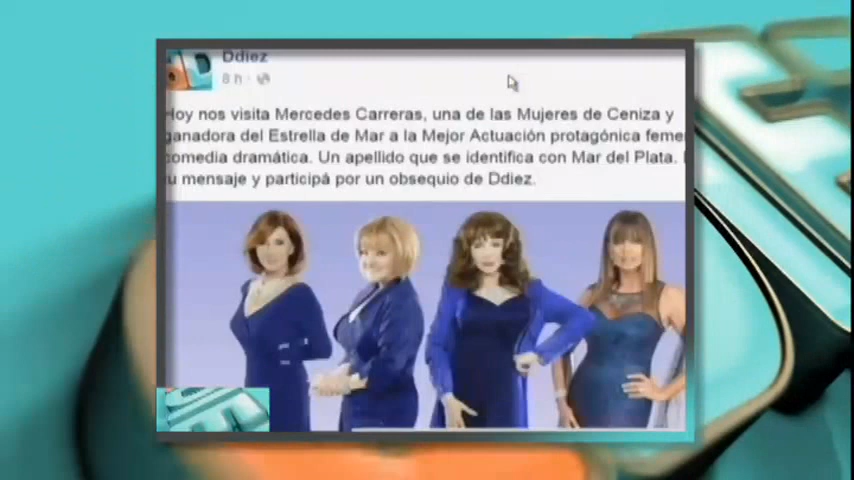 Ddiez
8 h ·
Hoy nos visita Mercedes Carreras, una de las Mujeres de Ceniza y
ganadora del Estrella de Mar a la Mejor Actuación protagónica
comedia dramática. Un apellido que se identifica con Mar del Plata.
tu mensaje y participá por un obsequio de Ddiez.